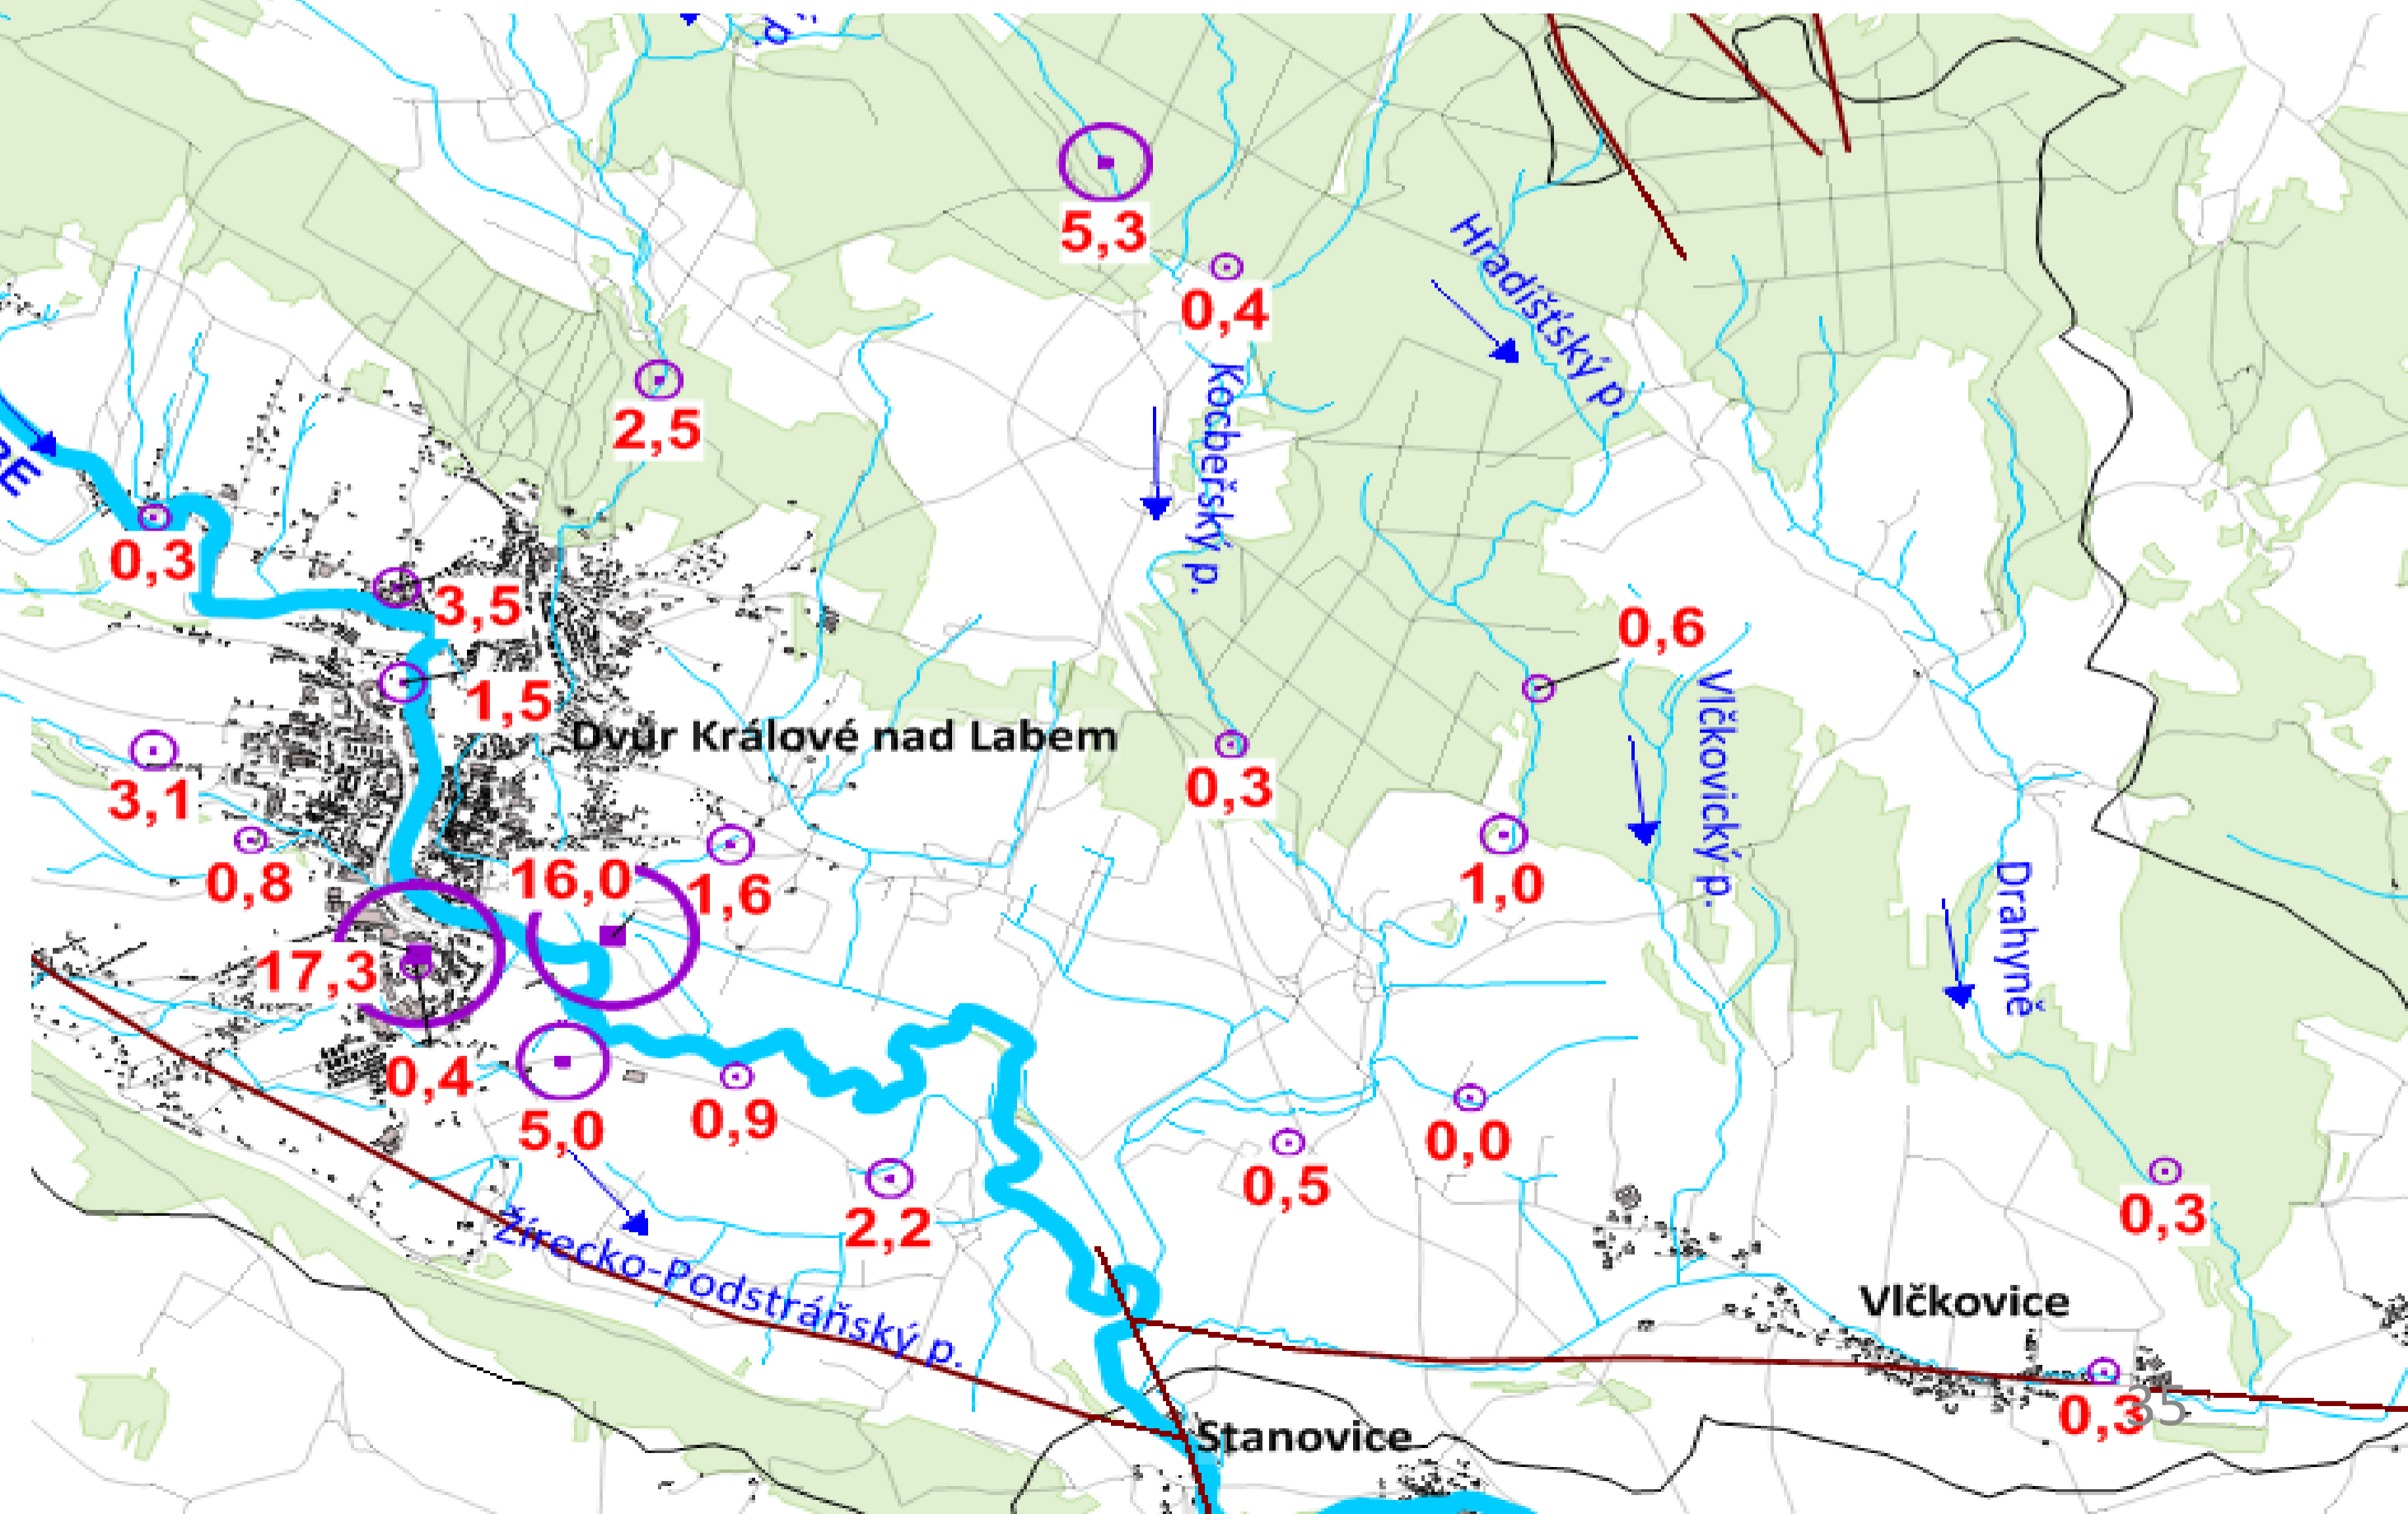 p.
5,3
0,4
Hradišťský p.
2,5
Kocbeřský p.
0,3
3,5
0,6
1,5
Vlčkovický p.
Dvůr Králové nad Labem
3,1
0,3
0,8
16,0
1,6
1,0
Drahyně
17,3
0,4
5,0
0,9
0,0
0,5
2,2
0,3
Žírecko-Podstráňský p.
Vlčkovice
0,3
35
Stanovice